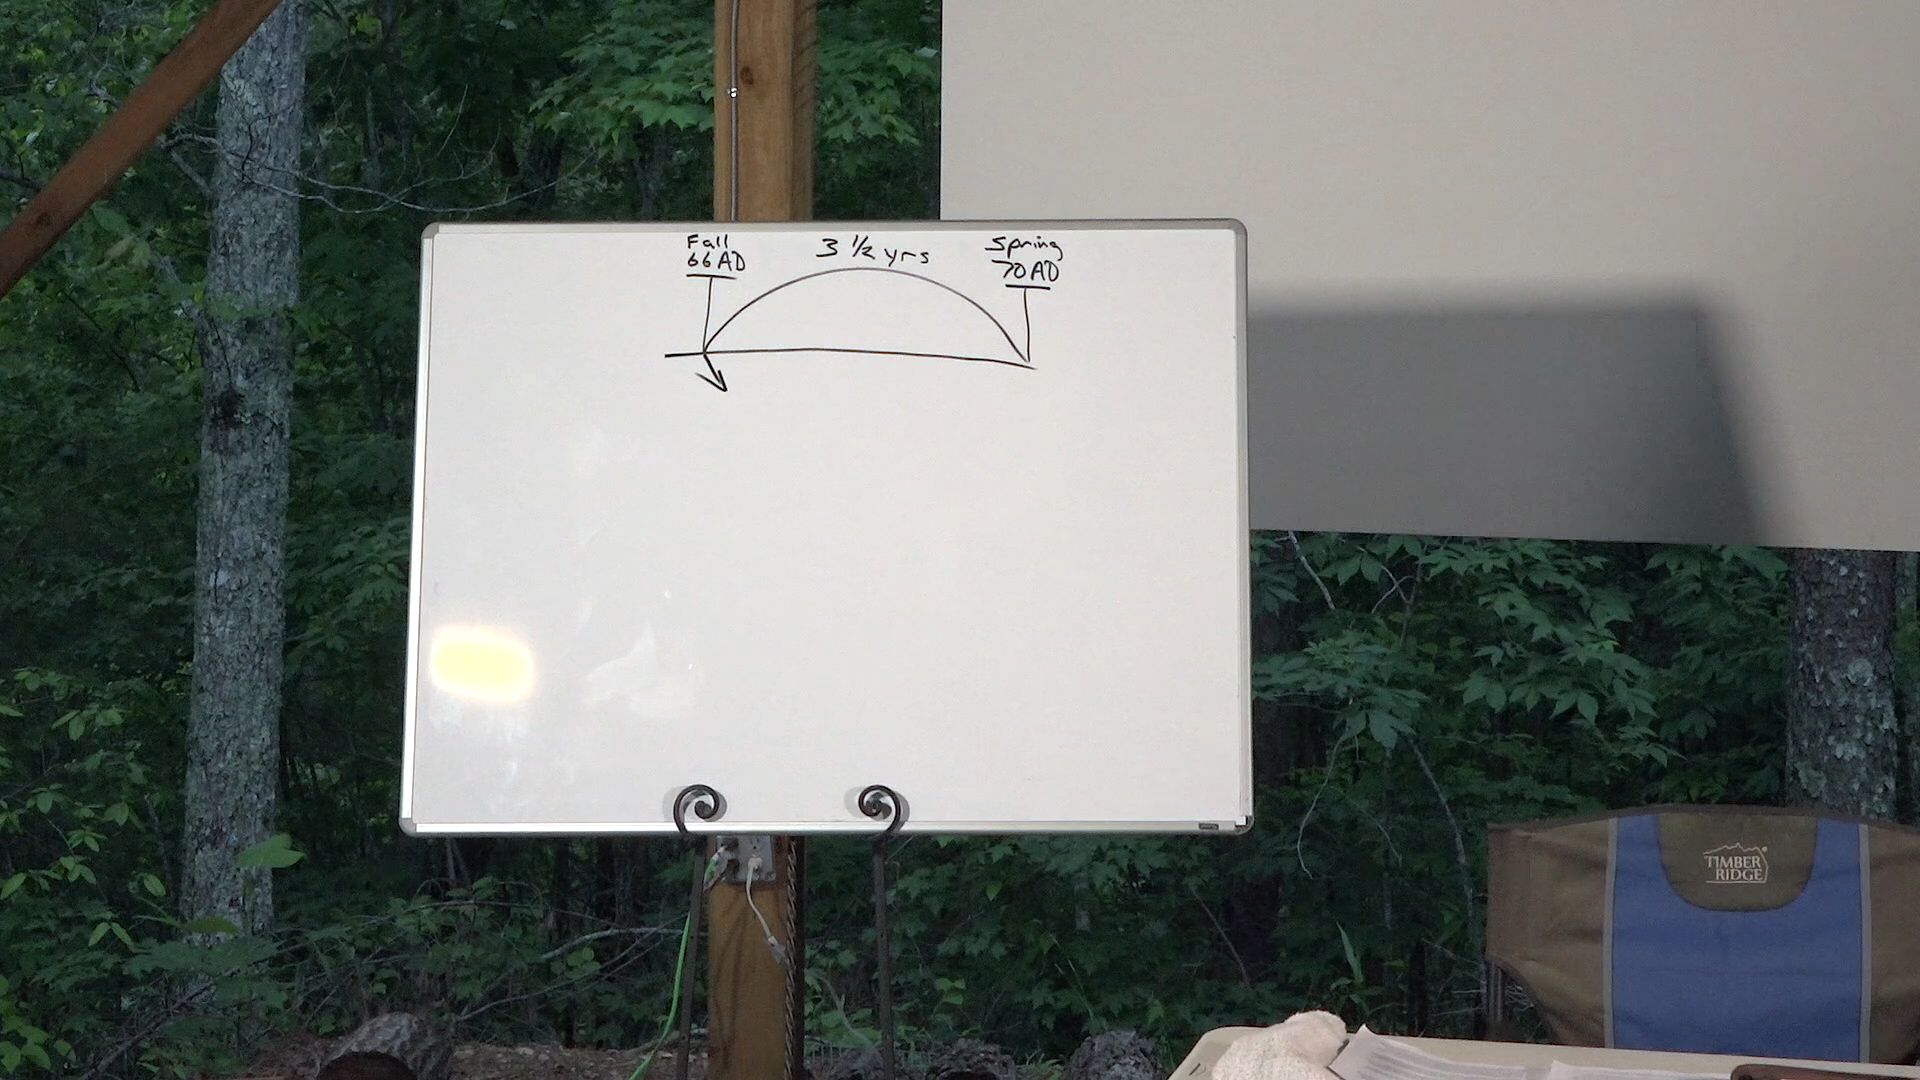 Fall
66 AD
3 1/2 yrs
Spring
70 AD
TIMBER
RIDGE